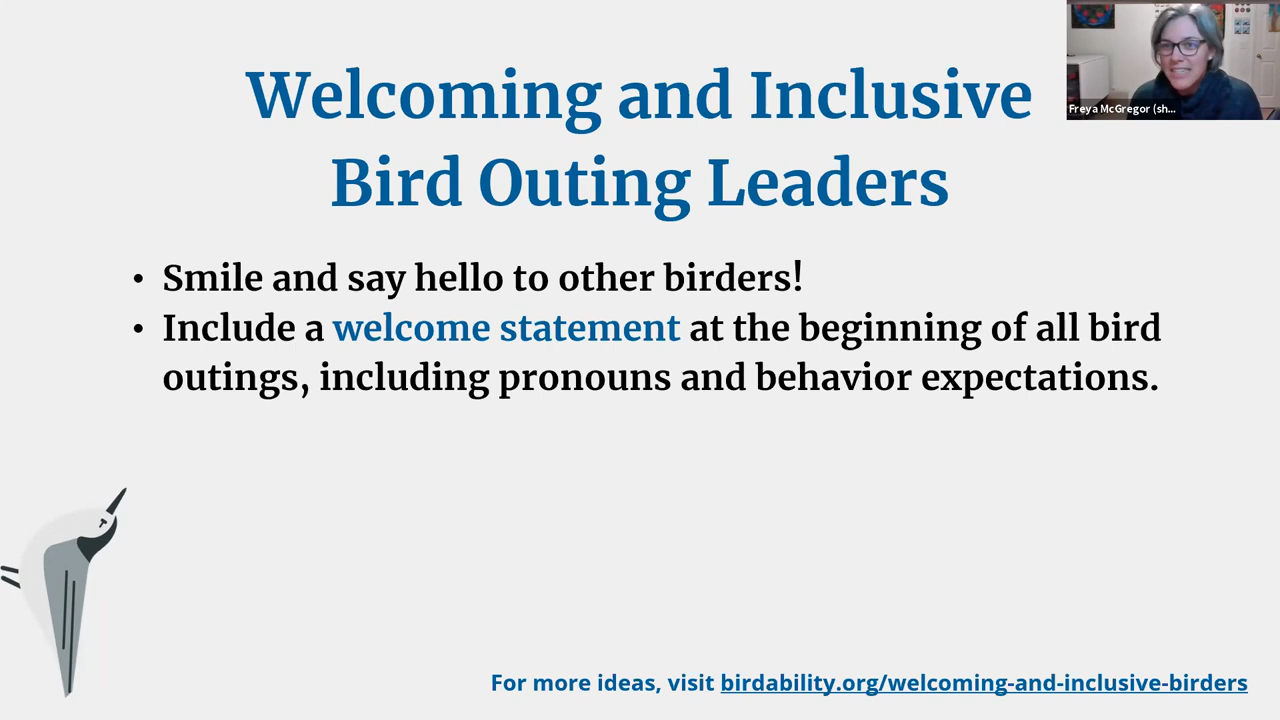 Welcoming and Inclusive
Bird Outing Leaders
Freya McGregor (sh...
• Smile and say hello to other birders!
• Include a welcome statement at the beginning of all bird
outings, including pronouns and behavior expectations.
For more ideas, visit birdability.org/welcoming-and-inclusive-birders